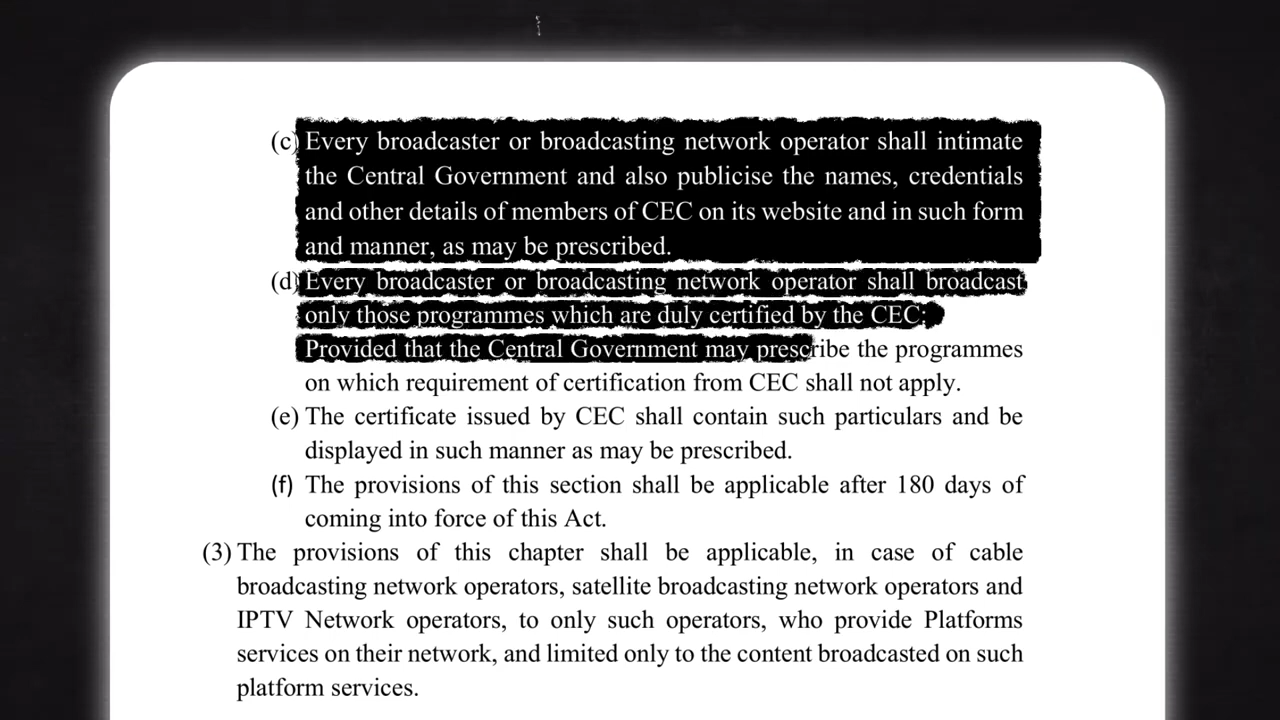 (c) Every broadcaster or broadcasting network operator shall intimate
the Central Government and also publicise the names, credentials
and other details of members of CEC on its website and in such form
and manner, as may be prescribed.
(d) Every broadcaster or broadcasting network operator shall broadcast
only those programmes which are duly certified by the CEC:
Provided that the Central Government may prescribe the programmes
on which requirement of certification from CEC shall not apply.
(e) The certificate issued by CEC shall contain such particulars and be
displayed in such manner as may be prescribed.
(f) The provisions of this section shall be applicable after 180 days of
coming into force of this Act.
(3) The provisions of this chapter shall be applicable, in case of cable
broadcasting network operators, satellite broadcasting network operators and
IPTV Network operators, to only such operators, who provide Platforms
services on their network, and limited only to the content broadcasted on such
platform services.